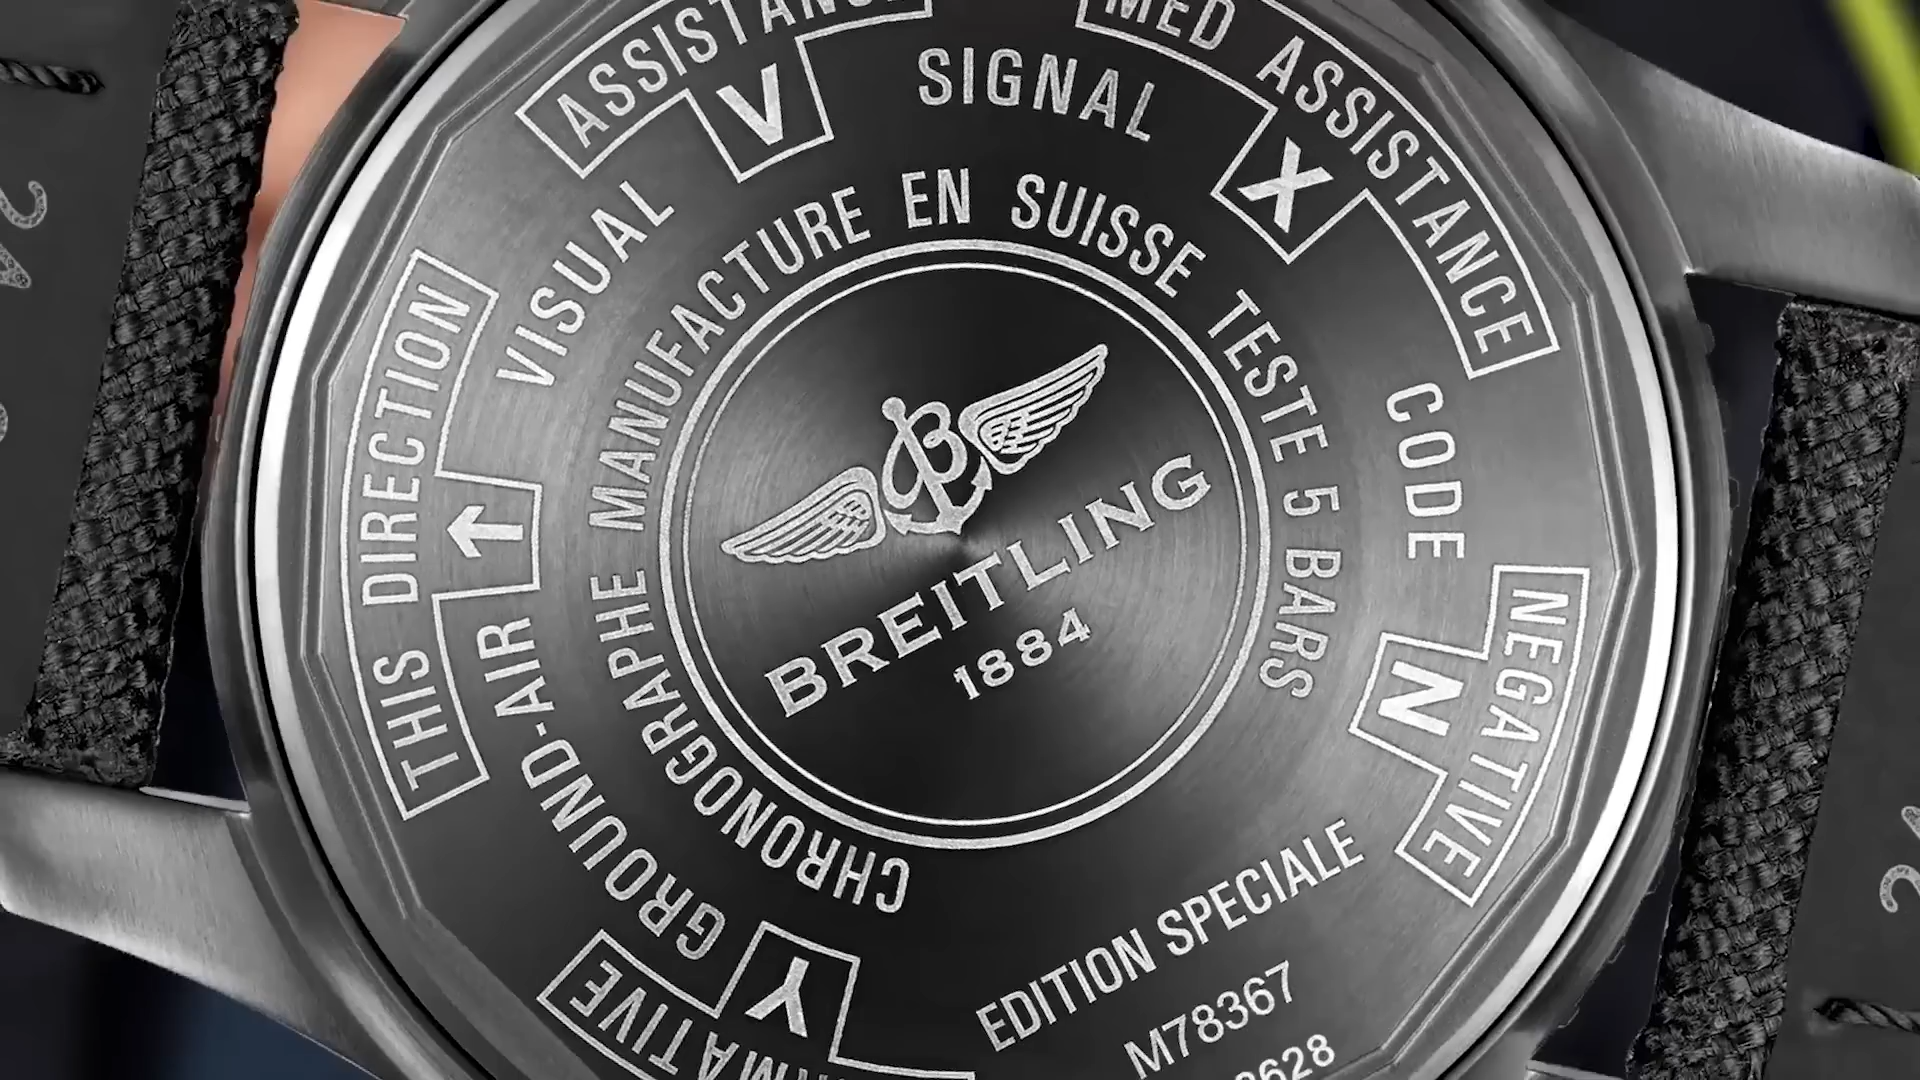 ASSISTANCE
V
MED ASSISTANCE
X
THIS DIRECTION
↑
NEGATIVE
N
Y
VISUAL
SIGNAL
CODE
GROUND-AIR
CHRONOGRAPHE MANUFACTURE EN SUISSE TESTE 5 BARS
B
BREITLING
1884
EDITION SPECIALE
M78367